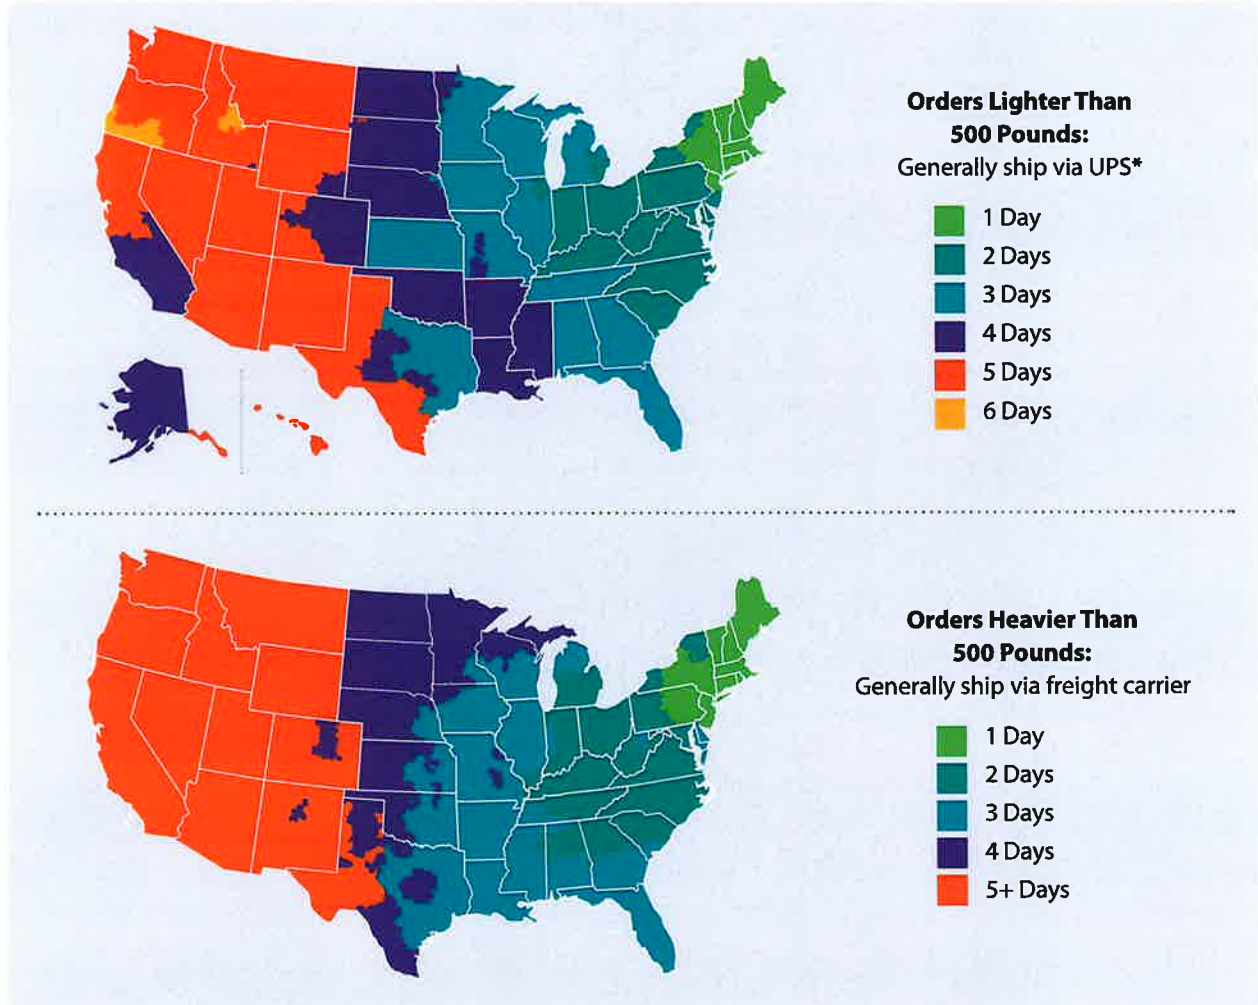 Orders Lighter Than
500 Pounds:
Generally ship via UPS*
1 Day
2 Days
3 Days
4 Days
5 Days
6 Days
Orders Heavier Than
500 Pounds:
Generally ship via freight carrier
1 Day
2 Days
3 Days
4 Days
5+ Days